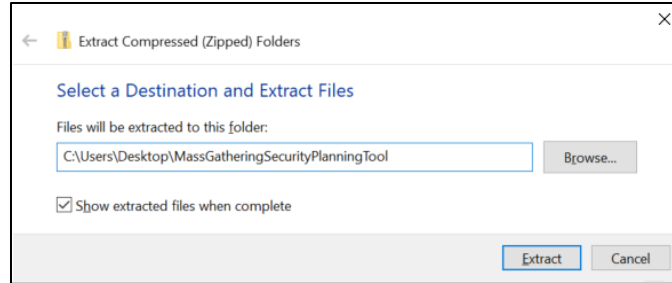 Extract Compressed (Zipped) Folders
Select a Destination and Extract Files
Files will be extracted to this folder:
C:\Users\Desktop\MassGatheringSecurityPlanningTool
Browse...
Show extracted files when complete
Extract
Cancel